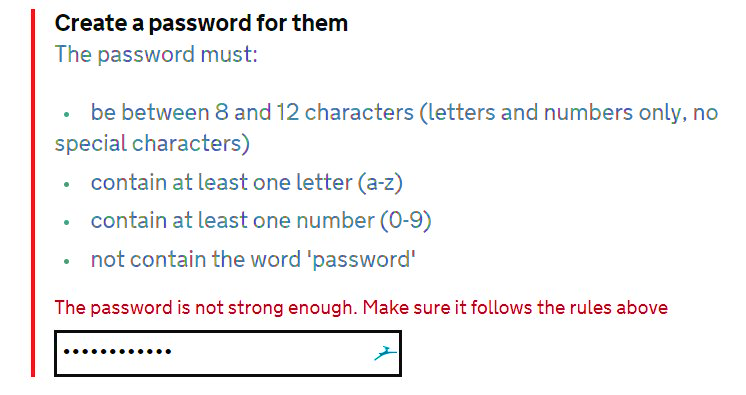 Create a password for them
The password must:
• be between 8 and 12 characters (letters and numbers only, no
special characters)
• contain at least one letter (a-z)
• contain at least one number (0-9)
• not contain the word 'password'
The password is not strong enough. Make sure it follows the rules above
••••••••••••